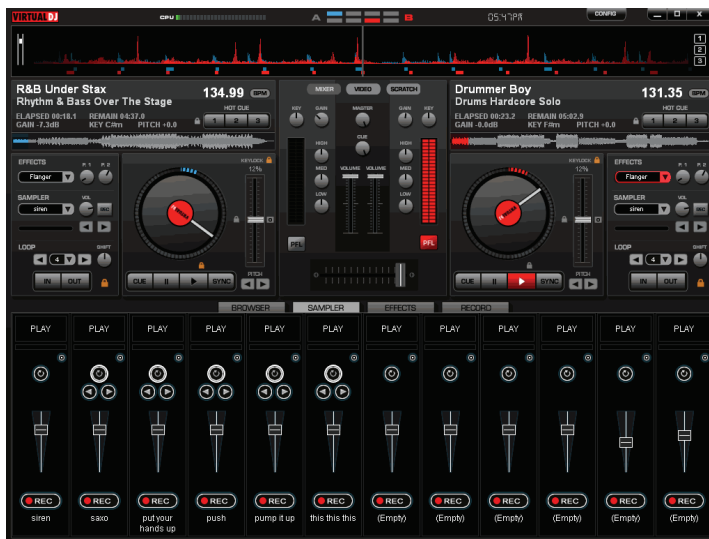 VIRTUAL DJ CPU A B 05:47PM CONFIG
1
2
3
R&B Under Stax 134.99 BPM
Rhythm & Bass Over The Stage
ELAPSED 00:18.1 REMAIN 04:37.0 HOT CUE
GAIN -7.3dB KEY C#m PITCH +0.0 1 2 3
MIXER VIDEO SCRATCH
KEY GAIN MASTER GAIN KEY
CUE
HIGH HIGH
MED VOLUME VOLUME MED
LOW LOW
PFL PFL
Drummer Boy 131.35 BPM
Drums Hardcore Solo
ELAPSED 00:23.2 REMAIN 05:02.9 HOT CUE
GAIN -0.0dB KEY F#m PITCH +0.0 1 2 3
EFFECTS P. 1 P. 2
Flanger
SAMPLER VOL
siren REC
LOOP SHIFT
4
IN OUT
KEYLOCK
12%
PITCH
CUE SYNC
KEYLOCK
12%
PITCH
CUE SYNC
EFFECTS P. 1 P. 2
Flanger
SAMPLER VOL
siren REC
LOOP SHIFT
4
IN OUT
BROWSER SAMPLER EFFECTS RECORD
PLAY PLAY PLAY PLAY PLAY PLAY PLAY PLAY PLAY PLAY PLAY
REC REC REC REC REC REC REC REC REC REC REC
siren saxo put your push pump it up this this this (Empty) (Empty) (Empty) (Empty) (Empty)
hands up